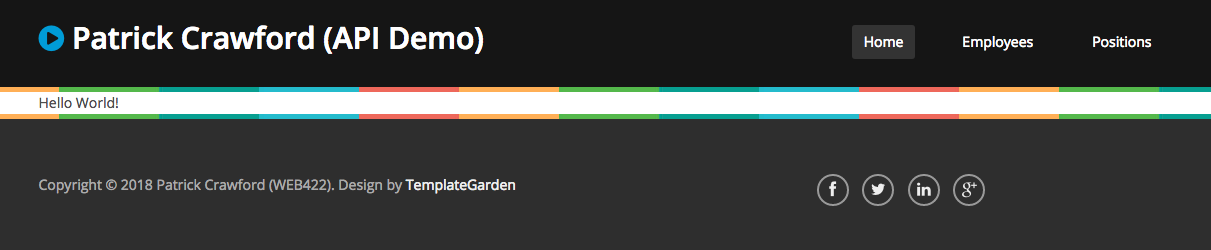 Patrick Crawford (API Demo)
Home Employees Positions
Hello World!
Copyright © 2018 Patrick Crawford (WEB422). Design by TemplateGarden